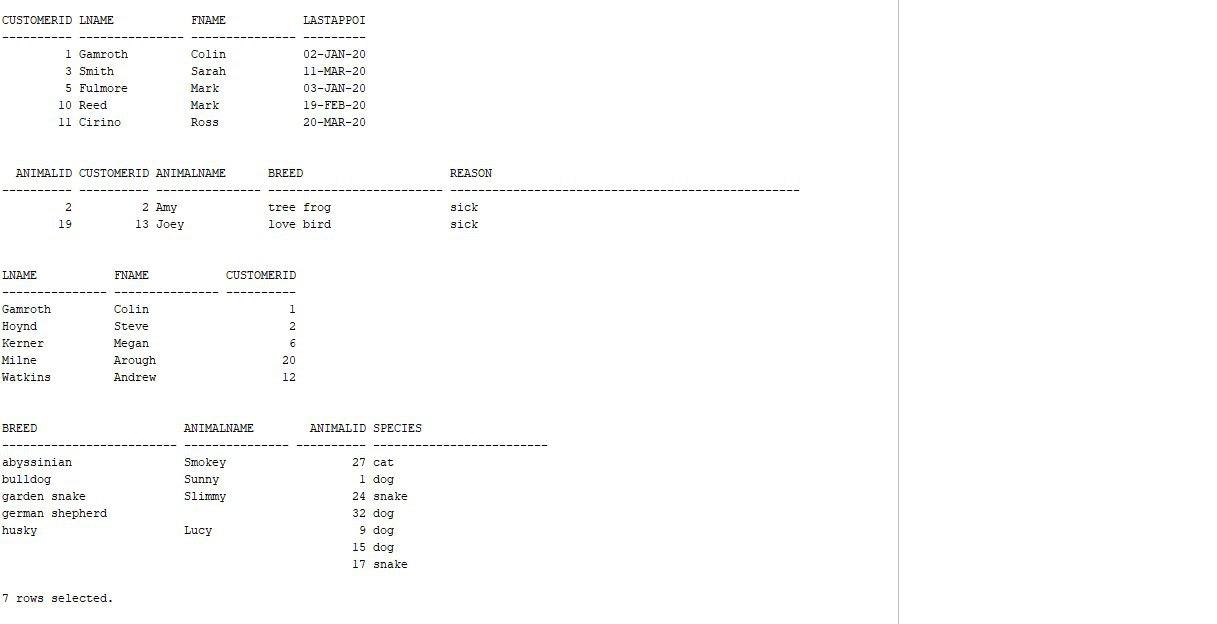 CUSTOMERID LNAME           FNAME           LASTAPPOI
---------- --------------- --------------- ---------
         1 Gamroth         Colin           02-JAN-20
         3 Smith           Sarah           11-MAR-20
         5 Fulmore         Mark            03-JAN-20
        10 Reed            Mark            19-FEB-20
        11 Cirino          Ross            20-MAR-20
  ANIMALID CUSTOMERID ANIMALNAME      BREED                     REASON
---------- ---------- --------------- ------------------------- --------------------------------------------------
         2          2 Amy             tree frog                 sick
        19         13 Joey            love bird                 sick
LNAME           FNAME           CUSTOMERID
--------------- --------------- ----------
Gamroth         Colin                    1
Hoynd           Steve                    2
Kerner          Megan                    6
Milne           Arough                  20
Watkins         Andrew                  12
BREED                     ANIMALNAME        ANIMALID SPECIES
------------------------- --------------- ---------- -------------------------
abyssinian                Smokey                  27 cat
bulldog                   Sunny                    1 dog
garden snake              Slimmy                  24 snake
german shepherd                                   32 dog
husky                     Lucy                     9 dog
                                                  15 dog
                                                  17 snake
7 rows selected.